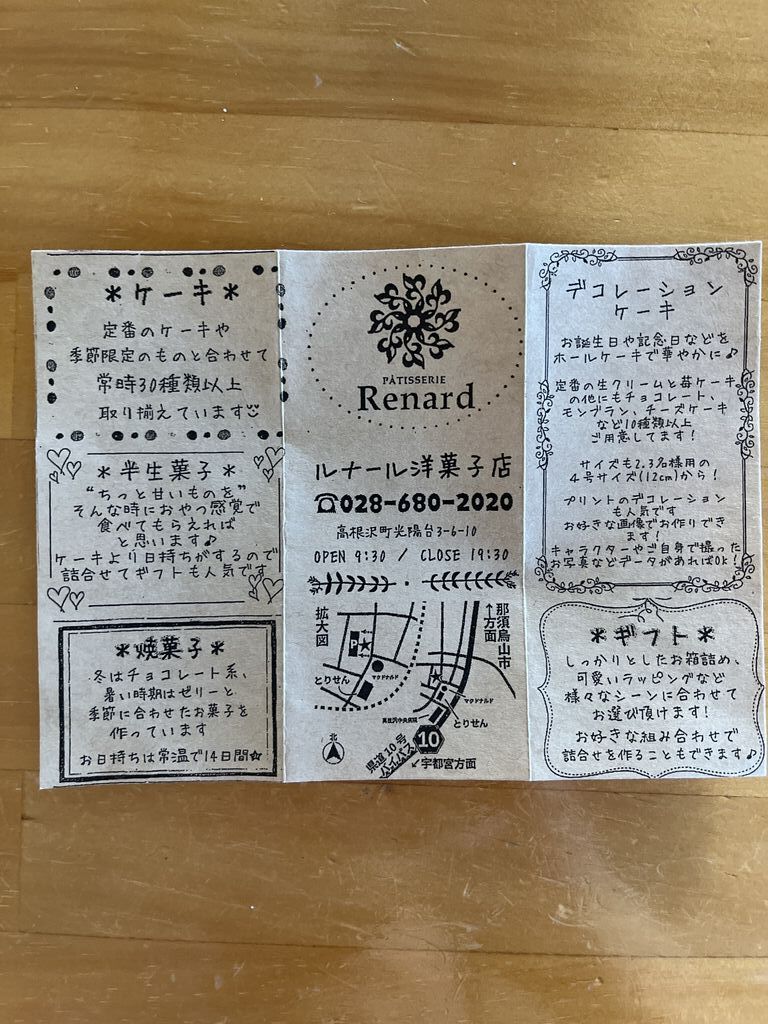 *ケーキ*
定番のケーキや
季節限定のものと合わせて
常時30種類以上
取り揃えています
*半生菓子*
“ちっと甘いものを”
そんな時におやつ感覚で
食べてもらえれば
と思います♪
ケーキより日持ちがするので
詰合せてギフトも人気です
*焼菓子*
冬はチョコレート系、
暑い時期はゼリーと
季節に合わせたお菓子を
作っています
お日持ちは常温で14日間☆
PÂTISSERIE
Renard
ルナール洋菓子店
☎028-680-2020
高根沢町光陽台3-6-10
OPEN 9:30 / CLOSE 19:30
拡大図
P
マクドナルド
とりせん
↑那須烏山市方面
マクドナルド
とりせん
高根沢中央病院
10
県道10号
バイパス
↙宇都宮方面
北
デコレーション
ケーキ
お誕生日や記念日などを
ホールケーキで華やかに♪
定番の生クリームと苺ケーキ
の他にもチョコレート、
モンブラン、チーズケーキ
など10種類以上
ご用意してます!
サイズも2.3名様用の
4号サイズ(12cm)から!
プリントのデコレーション
も人気です
お好きな画像でお作りでき
ます!
キャラクターやご自身で撮った
お写真などデータがあればOK!
*ギフト*
しっかりとしたお箱詰め、
可愛いラッピングなど
様々なシーンに合わせて
お選び頂けます!
お好きな組み合わせで
詰合せを作ることもできます♪